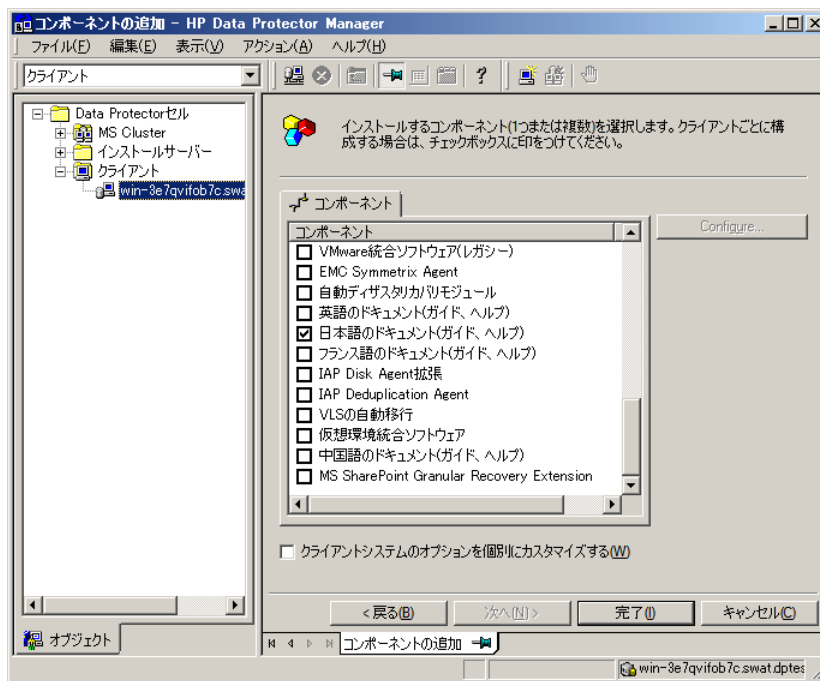 コンポーネントの追加 - HP Data Protector Manager
ファイル(F) 編集(E) 表示(V) アクション(A) ヘルプ(H)
クライアント
Data Protectorセル
MS Cluster
インストールサーバー
クライアント
win-3e7qvifob7c.swa
インストールするコンポーネント(1つまたは複数)を選択します。クライアントごとに構
成する場合は、チェックボックスに印をつけてください。
コンポーネント
Configure...
コンポーネント
VMware統合ソフトウェア(レガシー)
EMC Symmetrix Agent
自動ディザスタリカバリモジュール
英語のドキュメント(ガイド、ヘルプ)
日本語のドキュメント(ガイド、ヘルプ)
フランス語のドキュメント(ガイド、ヘルプ)
IAP Disk Agent拡張
IAP Deduplication Agent
VLSの自動移行
仮想環境統合ソフトウェア
中国語のドキュメント(ガイド、ヘルプ)
MS SharePoint Granular Recovery Extension
クライアントシステムのオプションを個別にカスタマイズする(W)
< 戻る(B) 次へ(N) > 完了(I) キャンセル(C)
オブジェクト
コンポーネントの追加
win-3e7qvifob7c.swat.dptes